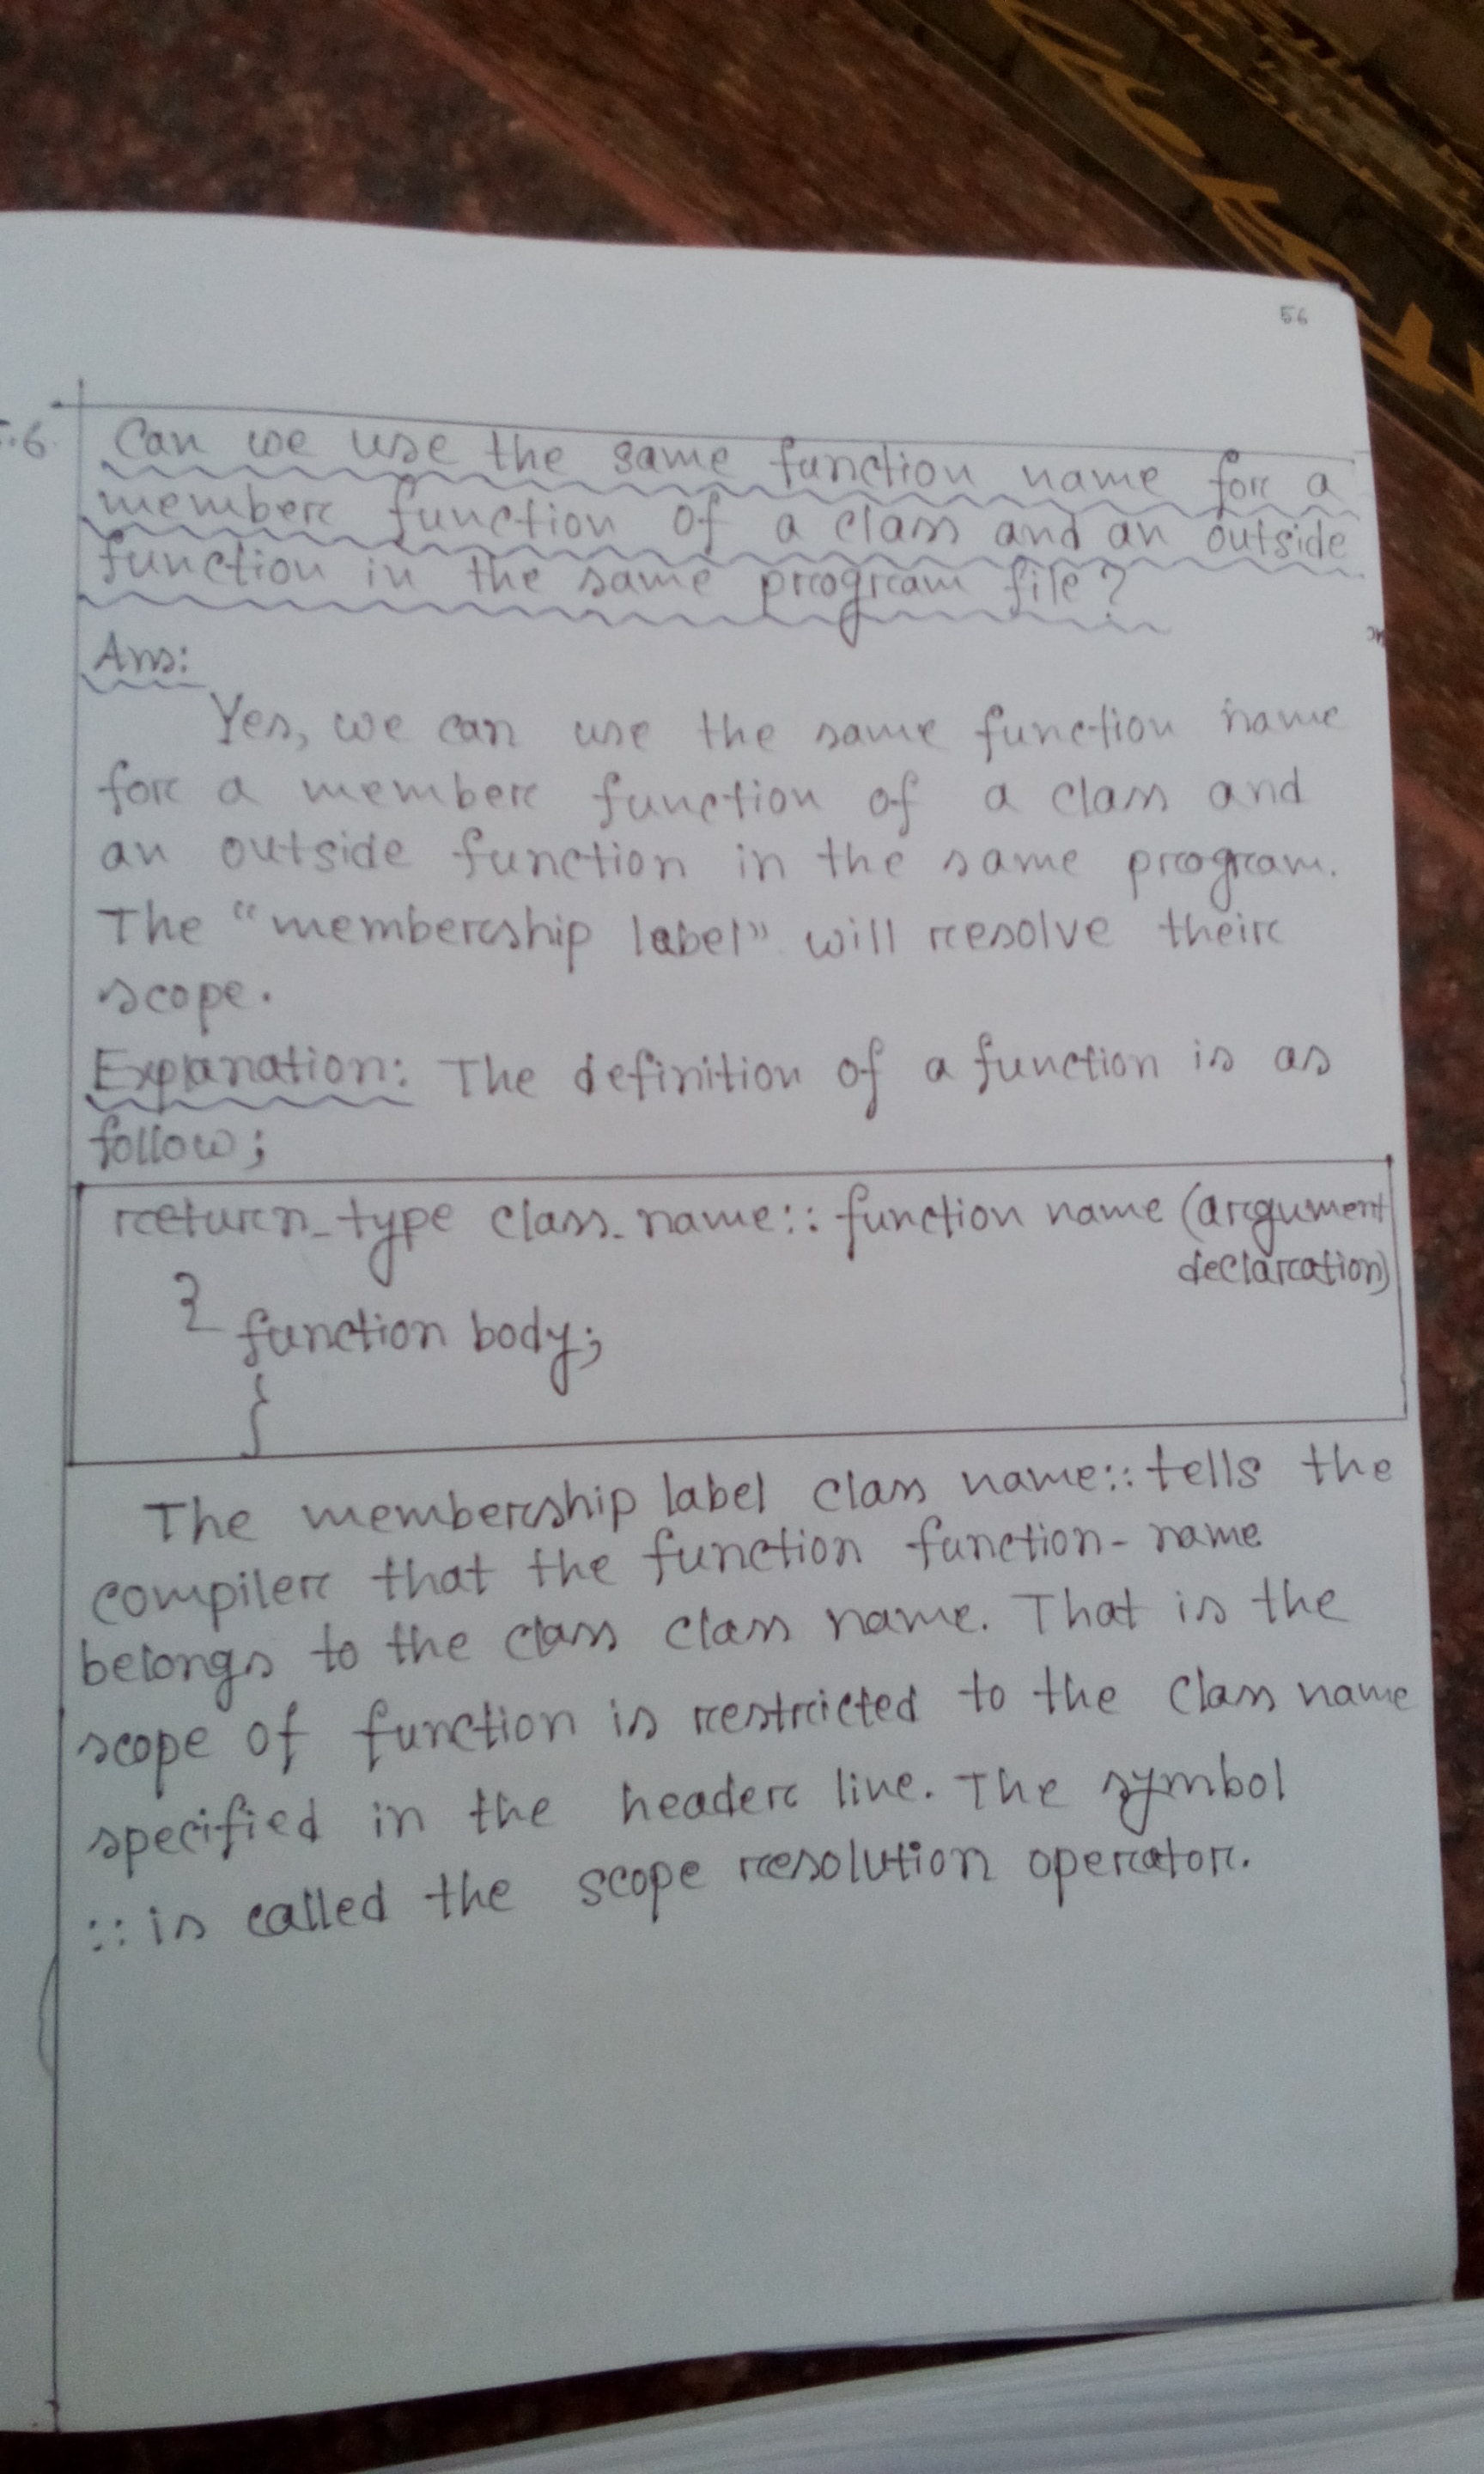 56
.6
Can we use the same function name for a
member function of a class and an outside
function in the same program file?
Ans:
Yes, we can use the same function name
for a member function of a class and
an outside function in the same program.
The "membership label" will resolve their
scope.
Explanation: The definition of a function is as
follow;
return_type class_name:: function name (argument
declaration)
{
function body;
}
The membership label class name:: tells the
compiler that the function function-name
belongs to the class class name. That is the
scope of function is restricted to the class name
specified in the header line. The symbol
:: is called the scope resolution operator.